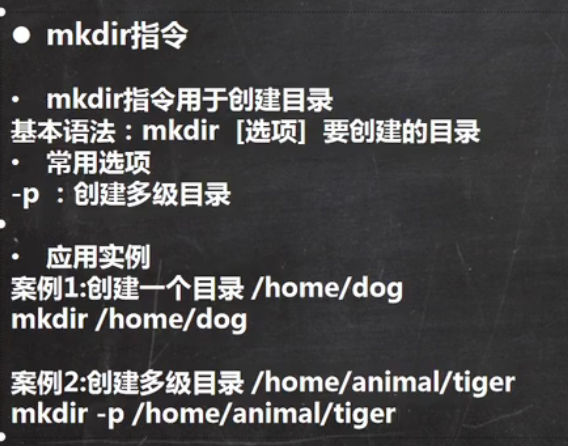 ● mkdir指令
• mkdir指令用于创建目录
基本语法：mkdir [选项] 要创建的目录
• 常用选项
-p ：创建多级目录
• 应用实例
案例1:创建一个目录 /home/dog
mkdir /home/dog
案例2:创建多级目录 /home/animal/tiger
mkdir -p /home/animal/tiger